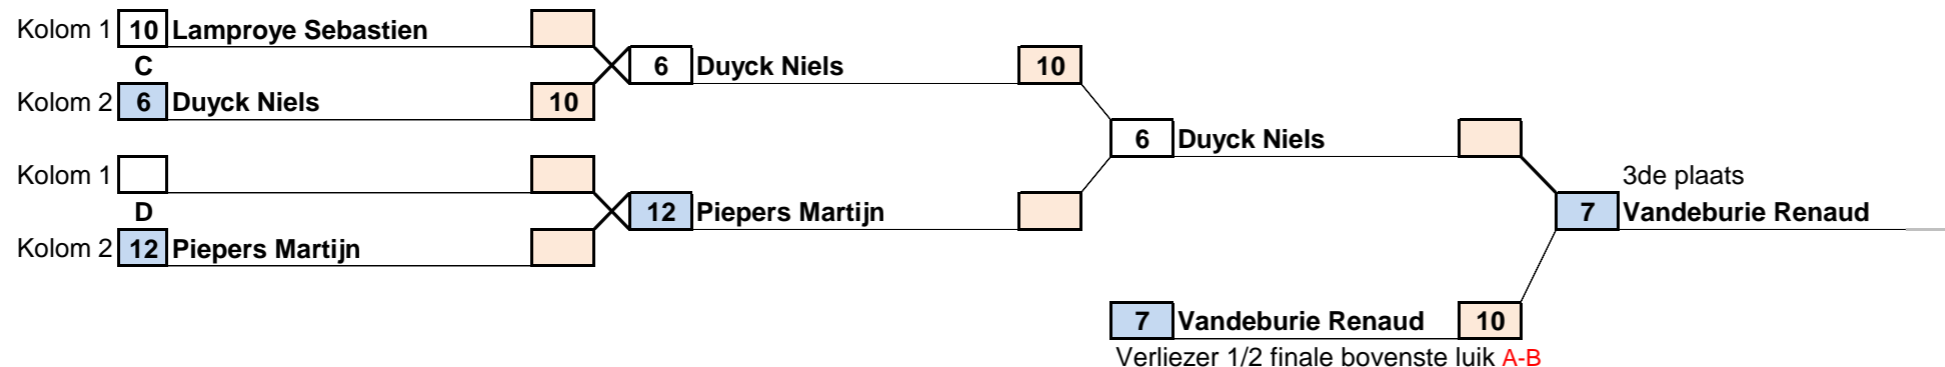 Kolom 1 10 Lamproye Sebastien
C 6 Duyck Niels 10
Kolom 2 6 Duyck Niels 10
6 Duyck Niels
Kolom 1 3de plaats
D 12 Piepers Martijn 7 Vandeburie Renaud
Kolom 2 12 Piepers Martijn
7 Vandeburie Renaud 10
Verliezer 1/2 finale bovenste luik A-B